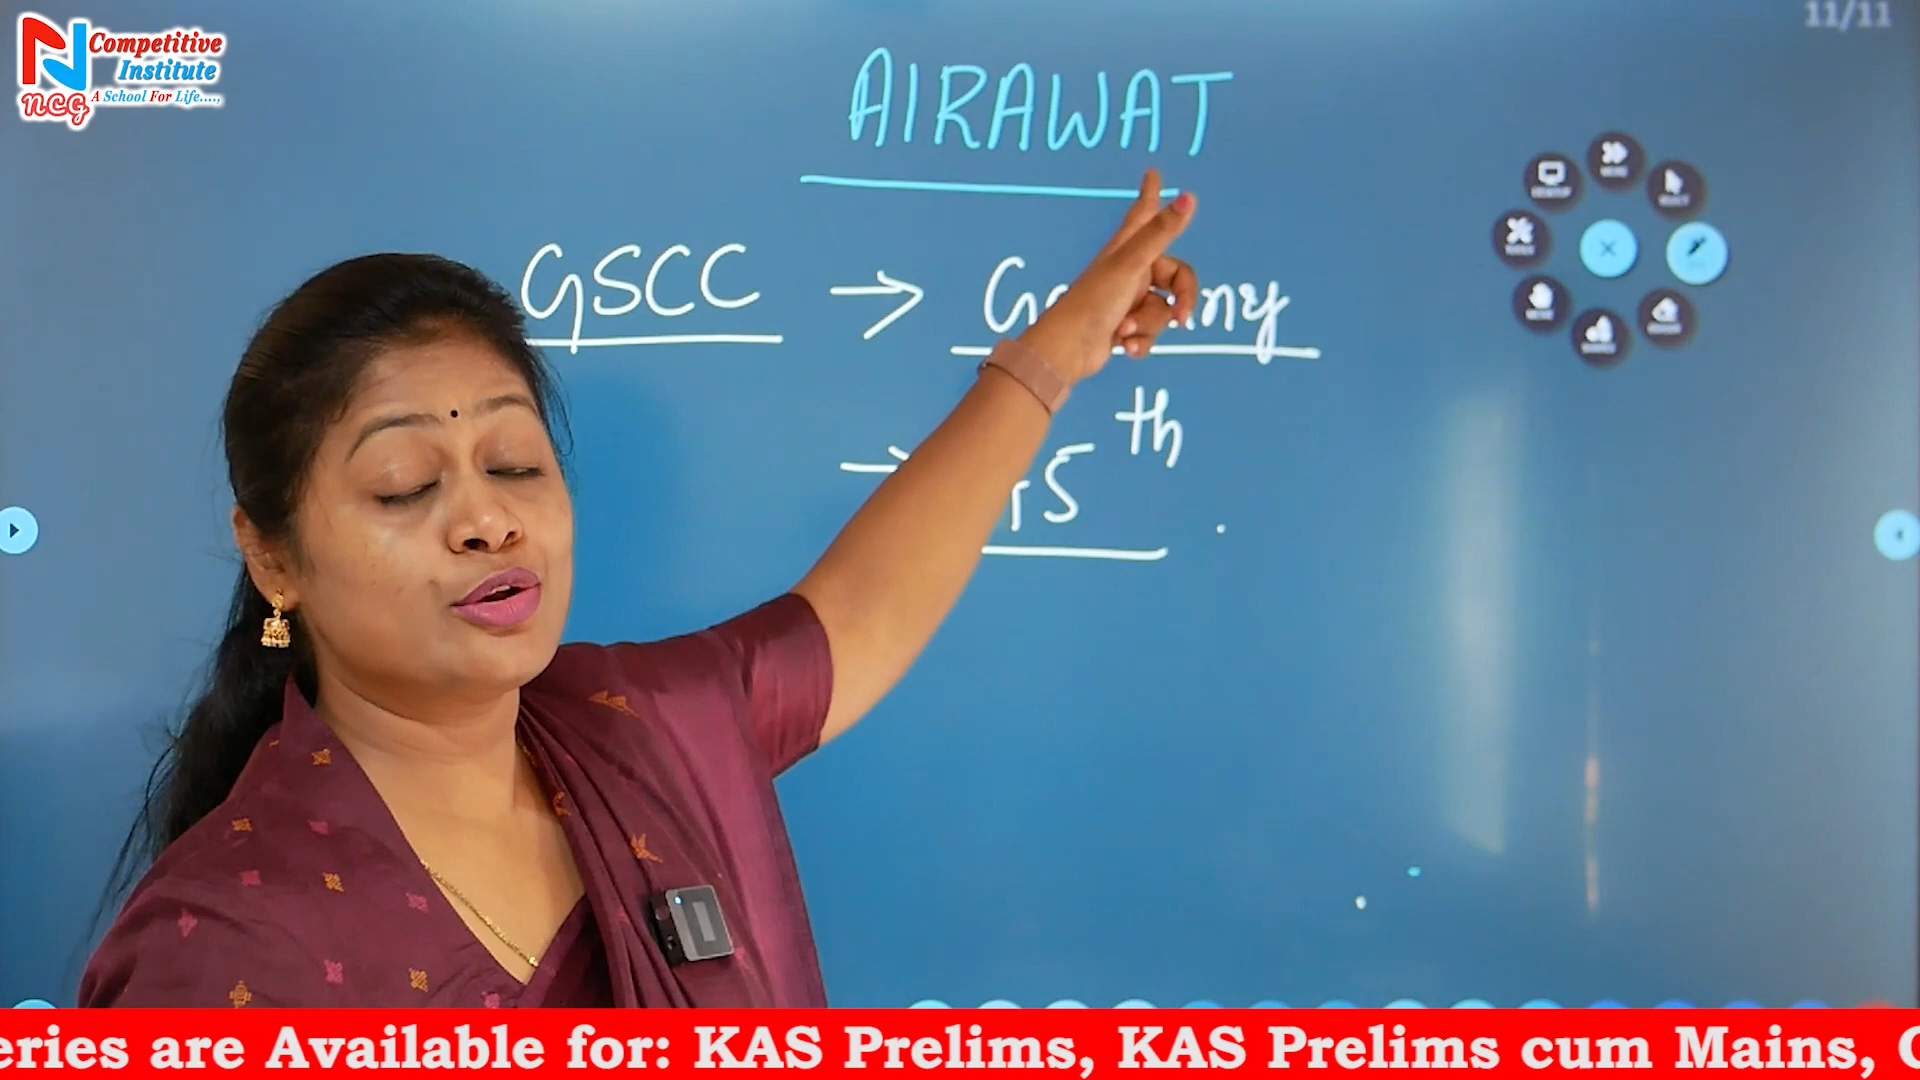 11/11
Competitive
Institute
NCG A School For Life....,
AIRAWAT
GSCC →
→ th
eries are Available for: KAS Prelims, KAS Prelims cum Mains, C